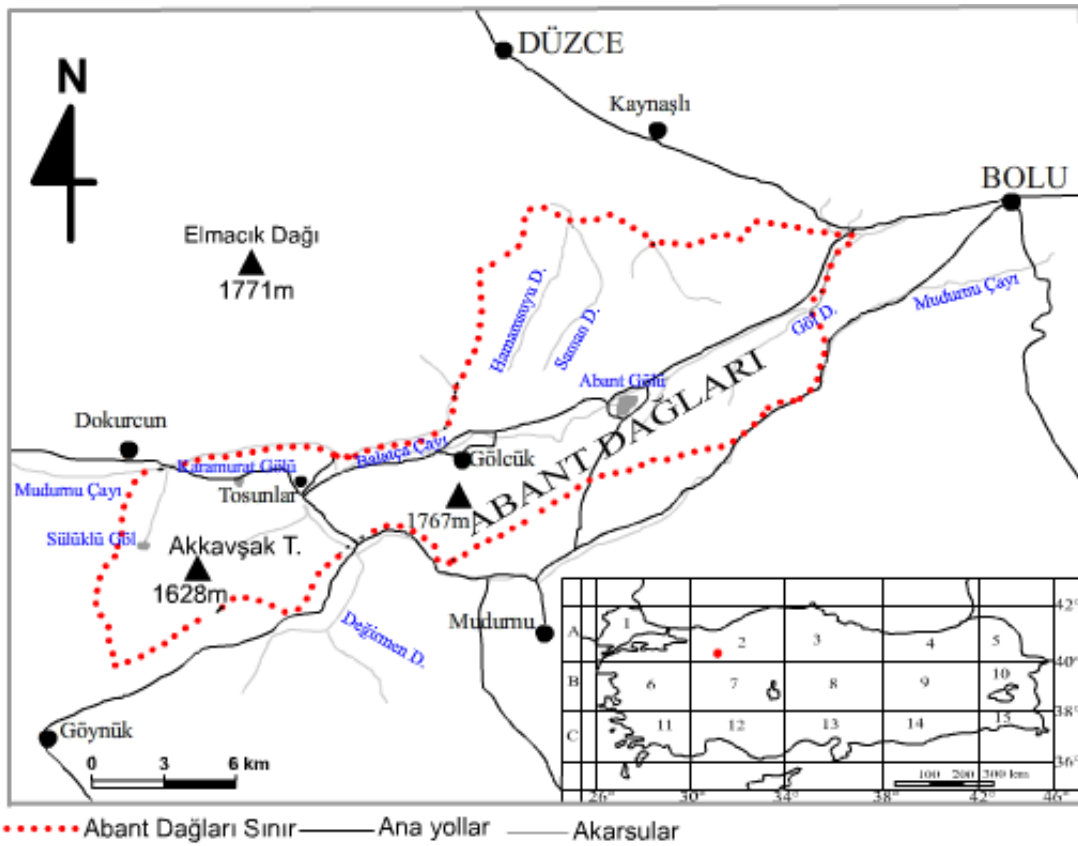 DÜZCE
N
Kaynaşlı
BOLU
Elmacık Dağı
1771m
Hamamsuyu D.
Saman D.
Mudurnu Çayı
Göl D.
Abant Gölü
ABANT DAĞLARI
Dokurcun
Balıtça Çayı
Gölcük
Karamurat Gölü
Mudurnu Çayı
Tosunlar
1767m
Sülüklü Göl
Akkavşak T.
1628m
Mudurnu
Değirmen D.
Göynük
0 3 6 km
A
B
C
1 2 3 4 5
6 7 8 9 10
11 12 13 14 15
42°
40°
38°
36°
100 200 300 km
26° 30° 34° 38° 42° 46°
Abant Dağları Sınır
Ana yollar
Akarsular